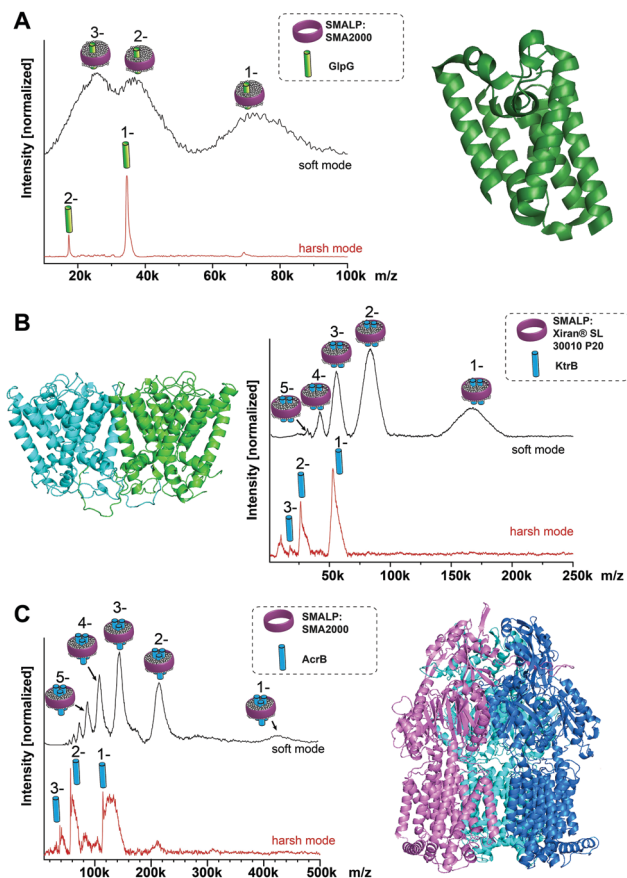 A
Intensity [normalized]
3-
2-
1-
SMALP:
SMA2000
GlpG
soft mode
1-
2-
harsh mode
20k 40k 60k 80k 100k m/z
B
Intensity [normalized]
5-
4-
3-
2-
1-
SMALP:
Xiran® SL
30010 P20
KtrB
soft mode
3-
2-
1-
harsh mode
50k 100k 150k 200k 250k m/z
C
Intensity [normalized]
5-
4-
3-
2-
1-
SMALP:
SMA2000
AcrB
soft mode
3-
2-
1-
harsh mode
100k 200k 300k 400k 500k m/z